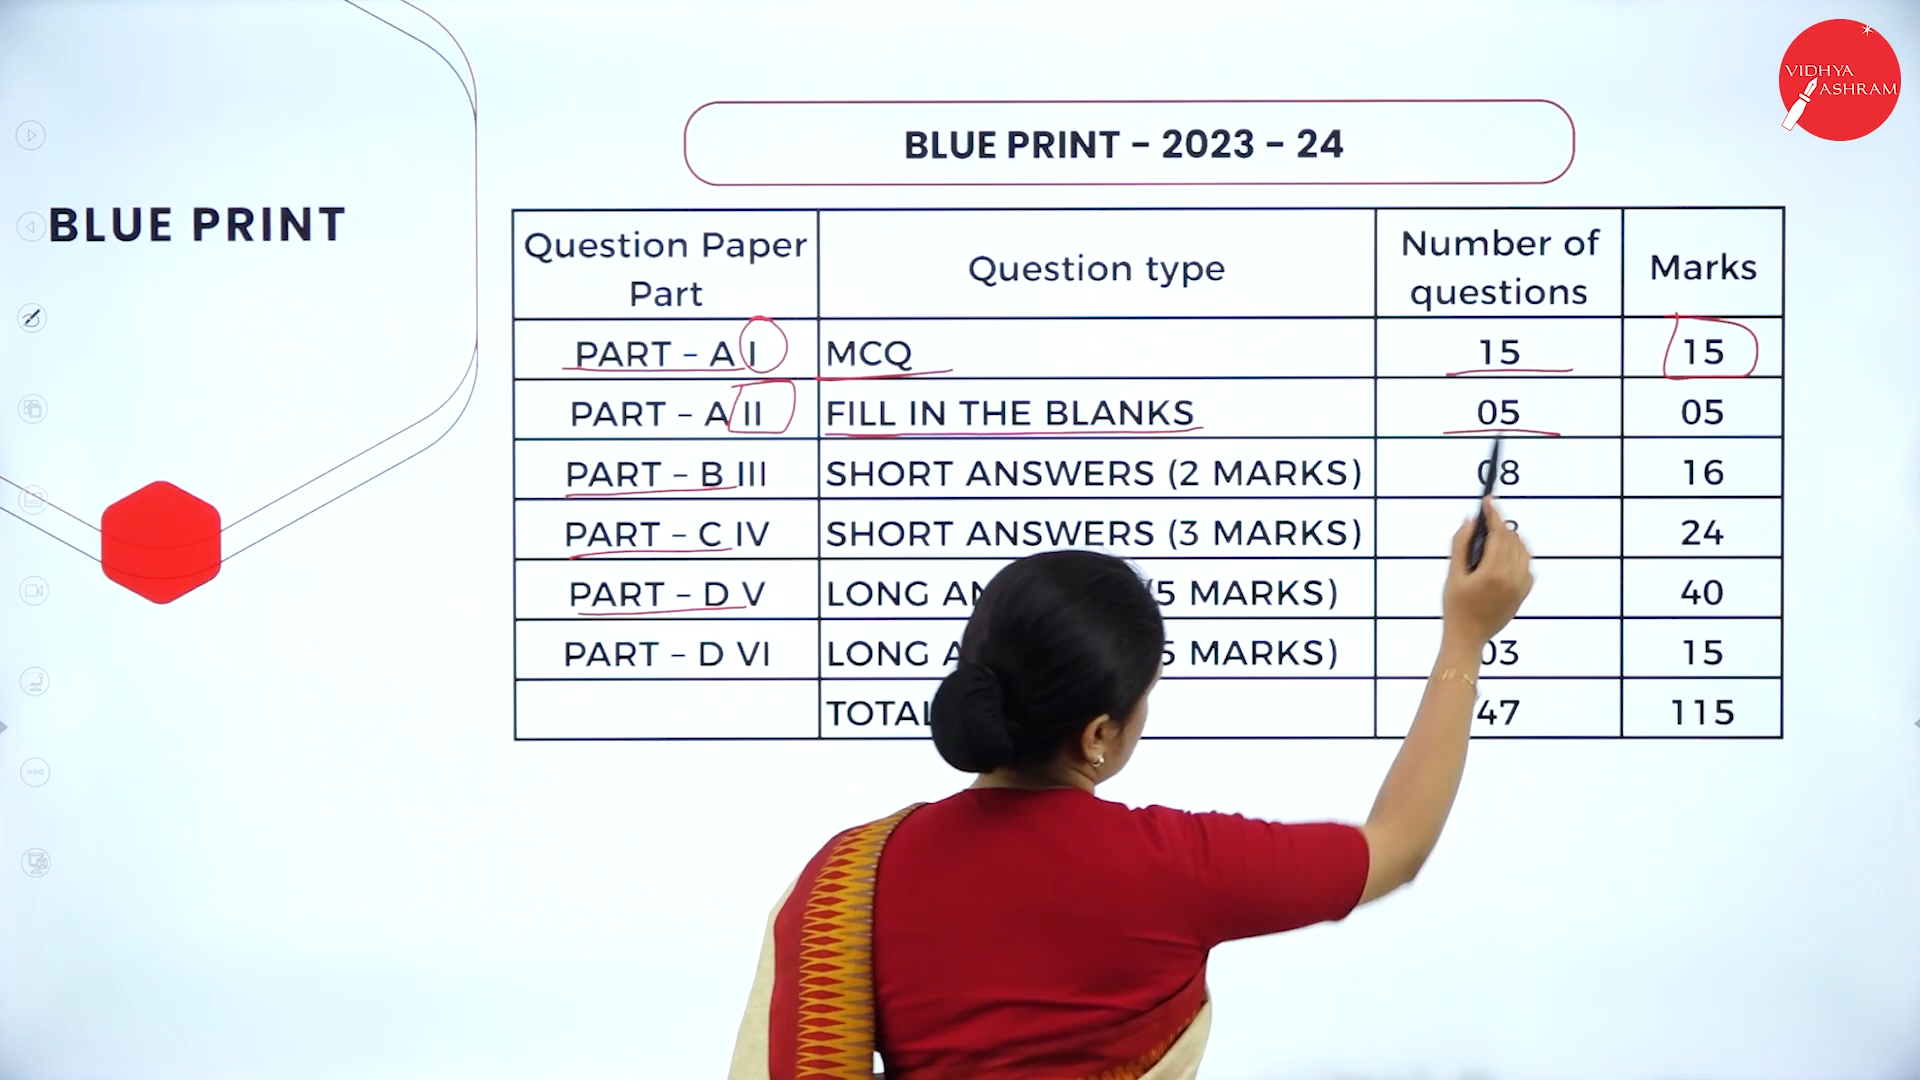 VIDHYA
ASHRAM
BLUE PRINT
BLUE PRINT - 2023 - 24
Question Paper Part | Question type | Number of questions | Marks
PART - A I | MCQ | 15 | 15
PART - A II | FILL IN THE BLANKS | 05 | 05
PART - B III | SHORT ANSWERS (2 MARKS) | 08 | 16
PART - C IV | SHORT ANSWERS (3 MARKS) | 24
PART - D V | LONG 5 MARKS) | 40
PART - D VI | LONG 5 MARKS) | 03 | 15
TOTAL | 47 | 115